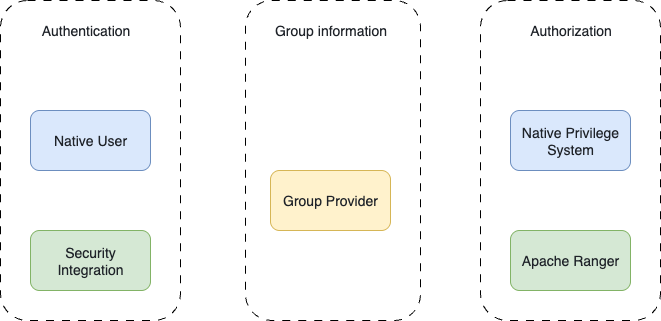 Authentication
Native User
Security
Integration
Group information
Group Provider
Authorization
Native Privilege
System
Apache Ranger